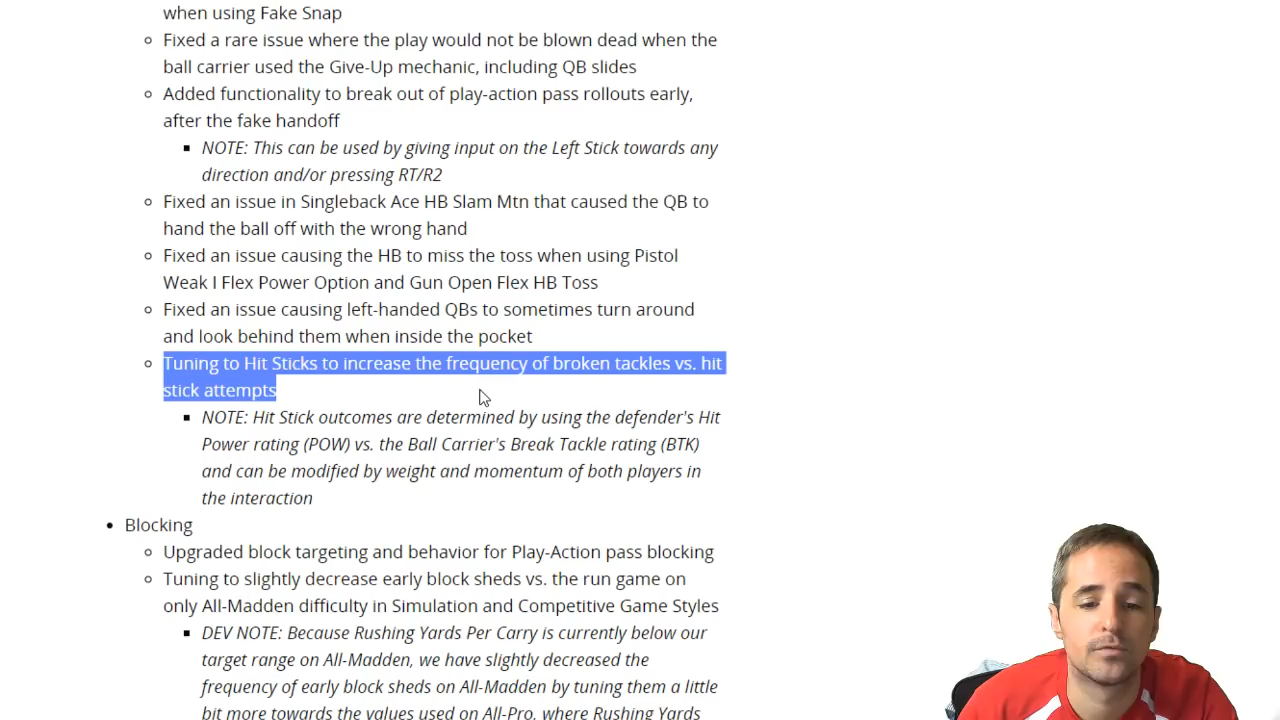 when using Fake Snap
Fixed a rare issue where the play would not be blown dead when the
ball carrier used the Give-Up mechanic, including QB slides
Added functionality to break out of play-action pass rollouts early,
after the fake handoff
NOTE: This can be used by giving input on the Left Stick towards any
direction and/or pressing RT/R2
Fixed an issue in Singleback Ace HB Slam Mtn that caused the QB to
hand the ball off with the wrong hand
Fixed an issue causing the HB to miss the toss when using Pistol
Weak I Flex Power Option and Gun Open Flex HB Toss
Fixed an issue causing left-handed QBs to sometimes turn around
and look behind them when inside the pocket
Tuning to Hit Sticks to increase the frequency of broken tackles vs. hit
stick attempts
NOTE: Hit Stick outcomes are determined by using the defender's Hit
Power rating (POW) vs. the Ball Carrier's Break Tackle rating (BTK)
and can be modified by weight and momentum of both players in
the interaction
Blocking
Upgraded block targeting and behavior for Play-Action pass blocking
Tuning to slightly decrease early block sheds vs. the run game on
only All-Madden difficulty in Simulation and Competitive Game Styles
DEV NOTE: Because Rushing Yards Per Carry is currently below our
target range on All-Madden, we have slightly decreased the
frequency of early block sheds on All-Madden by tuning them a little
bit more towards the values used on All-Pro, where Rushing Yards